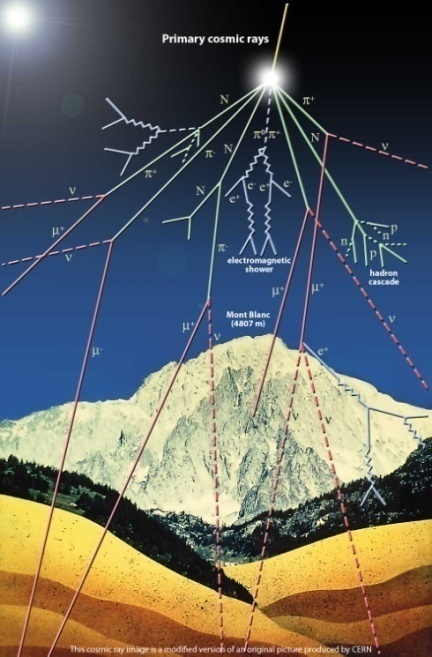 Primary cosmic rays
N
π⁺
π⁰
π⁺
N
ν
π⁻
N
π⁺
N
e⁺
e⁻
e⁻
e⁻
ν
μ⁺
ν
π⁻
n
p
n
p
electromagnetic
shower
hadron
cascade
μ⁺
μ⁺
Mont Blanc
(4807 m)
μ⁺
ν
ν
μ⁻
e⁺
ν
ν
This cosmic ray image is a modified version of an original picture produced by CERN